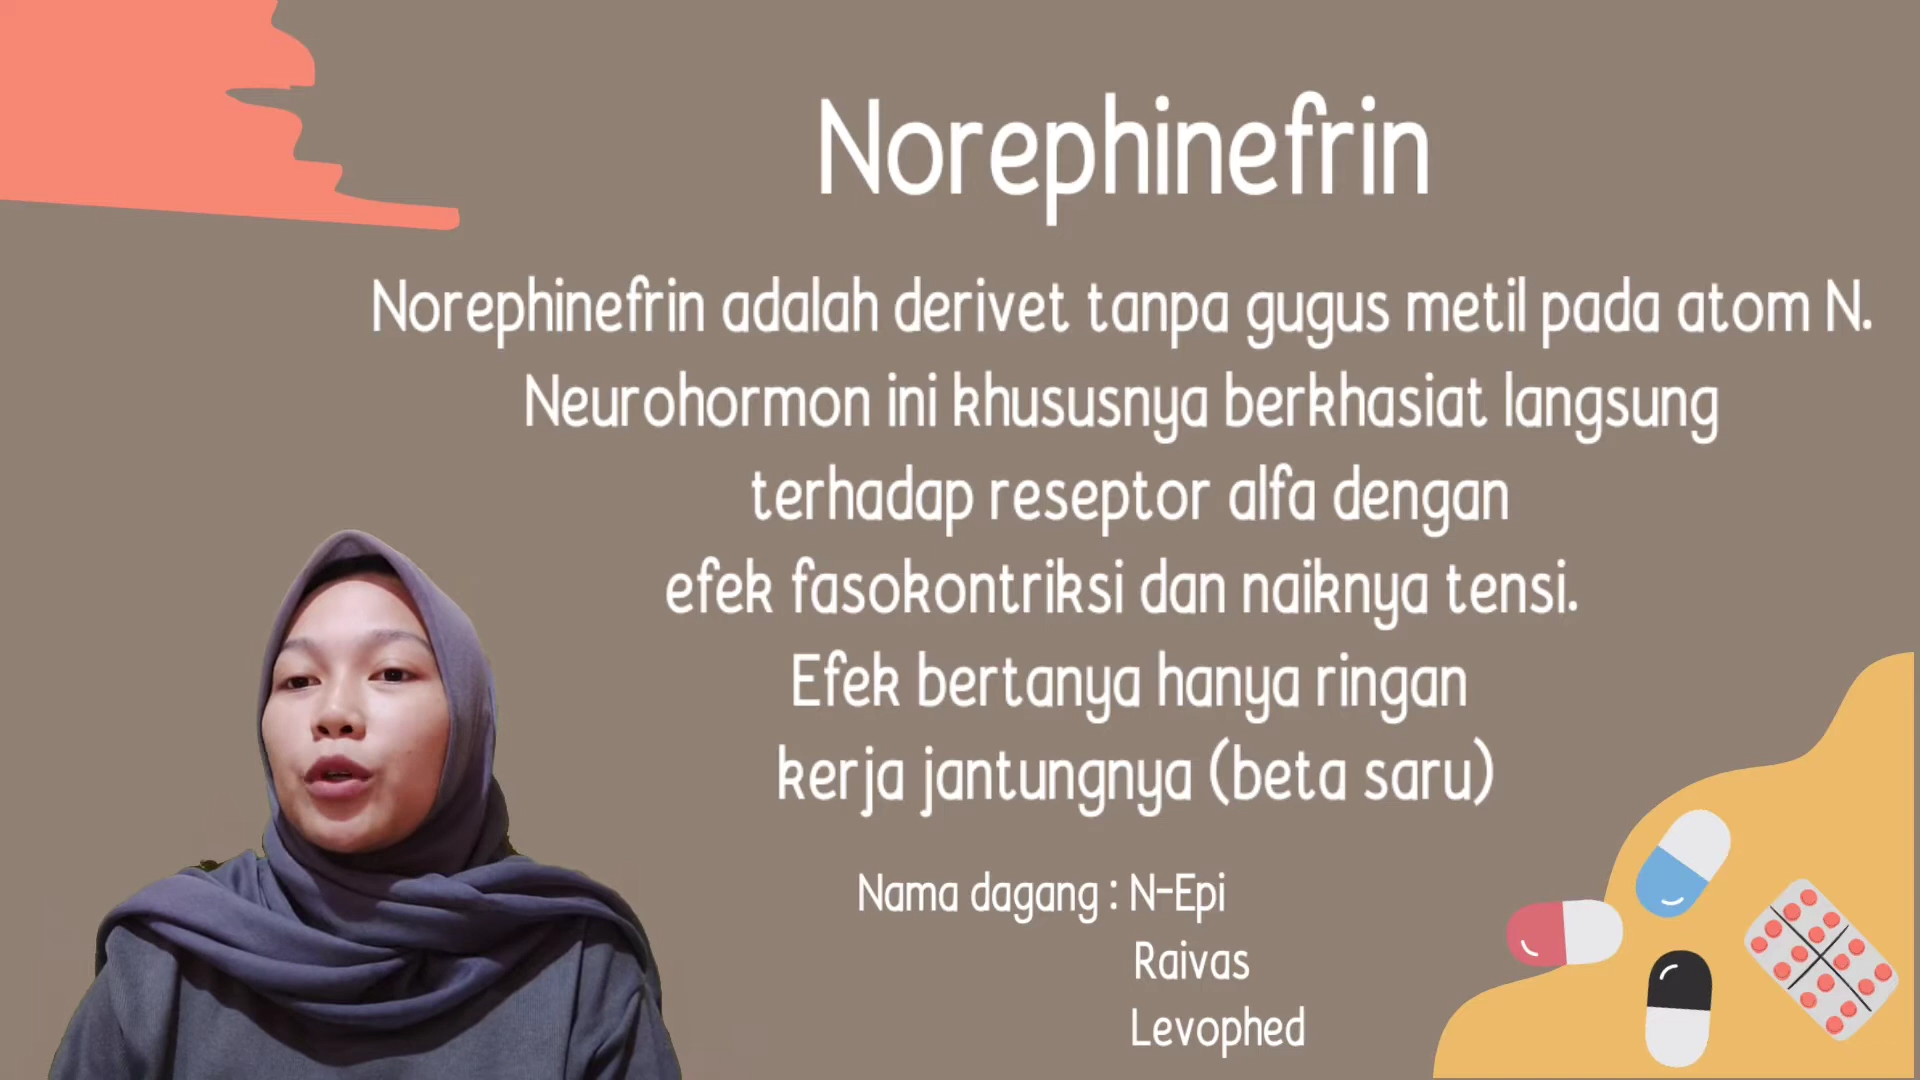 Norephinefrin
Norephinefrin adalah derivet tanpa gugus metil pada atom N.
Neurohormon ini khususnya berkhasiat langsung
terhadap reseptor alfa dengan
efek fasokontriksi dan naiknya tensi.
Efek bertanya hanya ringan
kerja jantungnya (beta saru)
Nama dagang : N-Epi
Raivas
Levophed